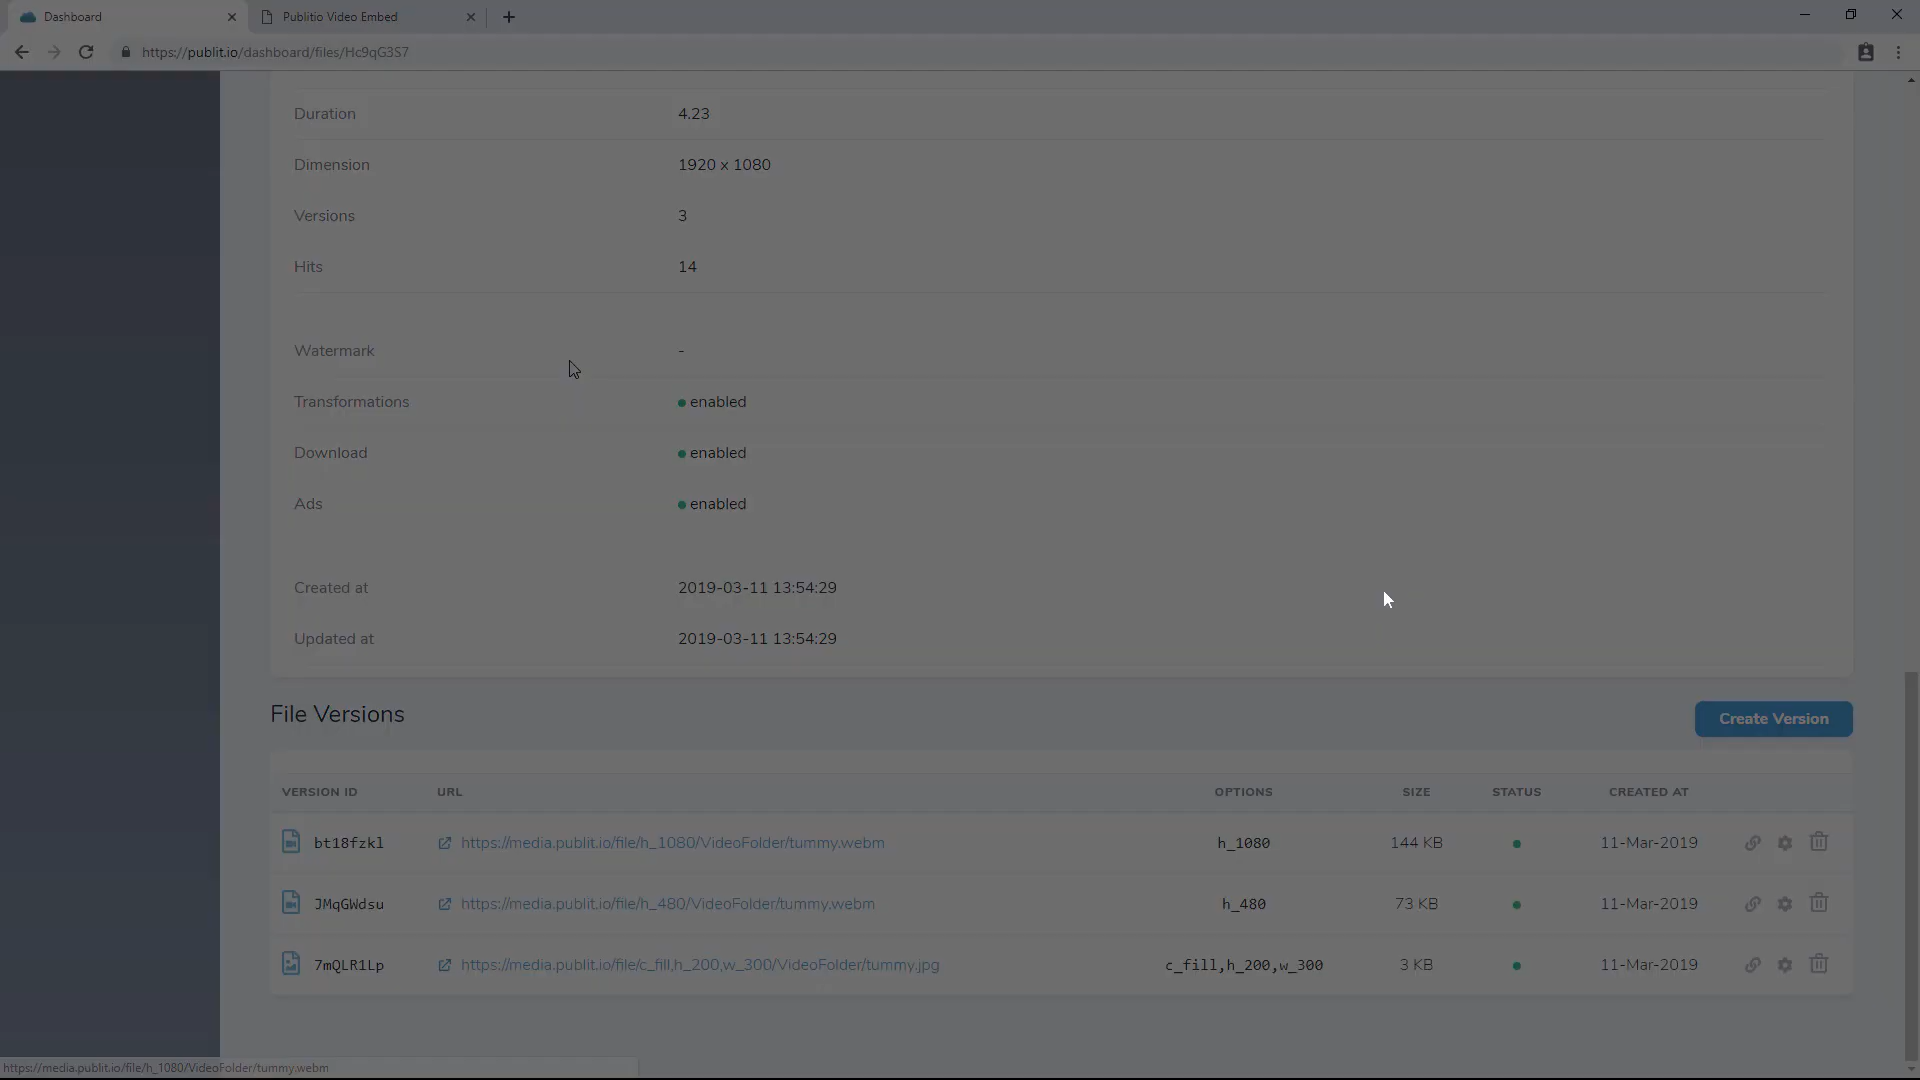 Dashboard
Publitio Video Embed
https://publit.io/dashboard/files/Hc9qG3S7
Duration 4.23
Dimension 1920 x 1080
Versions 3
Hits 14
Watermark -
Transformations enabled
Download enabled
Ads enabled
Created at 2019-03-11 13:54:29
Updated at 2019-03-11 13:54:29
File Versions
Create Version
VERSION ID URL OPTIONS SIZE STATUS CREATED AT
bt18fzkl https://media.publit.io/file/h_1080/VideoFolder/tummy.webm h_1080 144 KB 11-Mar-2019
JMqGWdsu https://media.publit.io/file/h_480/VideoFolder/tummy.webm h_480 73 KB 11-Mar-2019
7mQLR1Lp https://media.publit.io/file/c_fill,h_200,w_300/VideoFolder/tummy.jpg c_fill,h_200,w_300 3 KB 11-Mar-2019
https://media.publit.io/file/h_1080/VideoFolder/tummy.webm